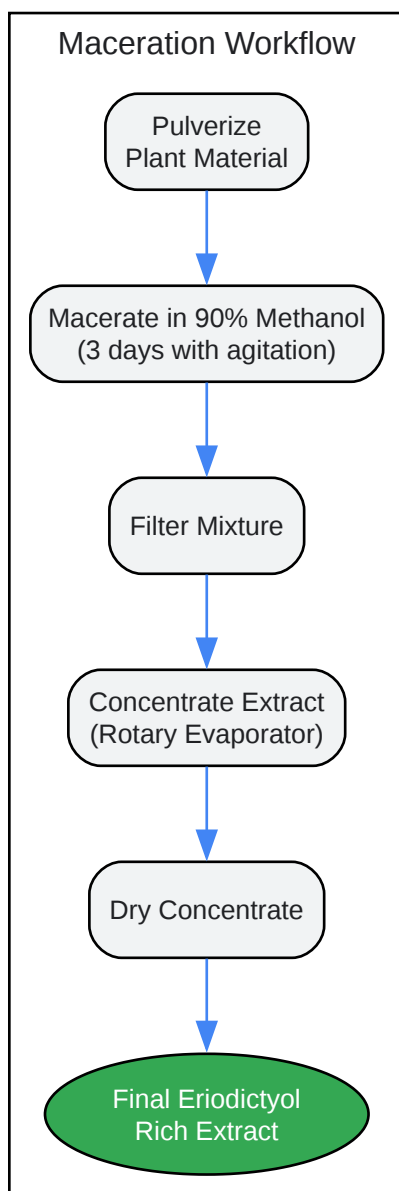 Maceration Workflow
Pulverize
Plant Material
Macerate in 90% Methanol
(3 days with agitation)
Filter Mixture
Concentrate Extract
(Rotary Evaporator)
Dry Concentrate
Final Eriodictyol
Rich Extract